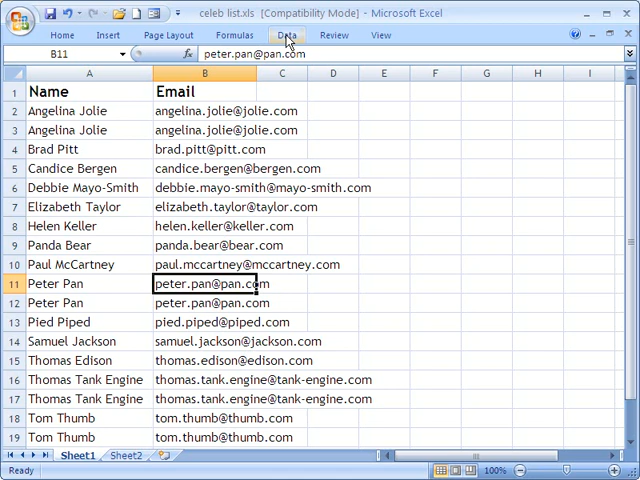 celeb list.xls [Compatibility Mode] - Microsoft Excel
Home Insert Page Layout Formulas Data Review View
B11 fx peter.pan@pan.com
A B C D E F G H I
1 Name Email
2 Angelina Jolie angelina.jolie@jolie.com
3 Angelina Jolie angelina.jolie@jolie.com
4 Brad Pitt brad.pitt@pitt.com
5 Candice Bergen candice.bergen@bergen.com
6 Debbie Mayo-Smith debbie.mayo-smith@mayo-smith.com
7 Elizabeth Taylor elizabeth.taylor@taylor.com
8 Helen Keller helen.keller@keller.com
9 Panda Bear panda.bear@bear.com
10 Paul McCartney paul.mccartney@mccartney.com
11 Peter Pan peter.pan@pan.com
12 Peter Pan peter.pan@pan.com
13 Pied Piped pied.piped@piped.com
14 Samuel Jackson samuel.jackson@jackson.com
15 Thomas Edison thomas.edison@edison.com
16 Thomas Tank Engine thomas.tank.engine@tank-engine.com
17 Thomas Tank Engine thomas.tank.engine@tank-engine.com
18 Tom Thumb tom.thumb@thumb.com
19 Tom Thumb tom.thumb@thumb.com
Sheet1 Sheet2
Ready 100%